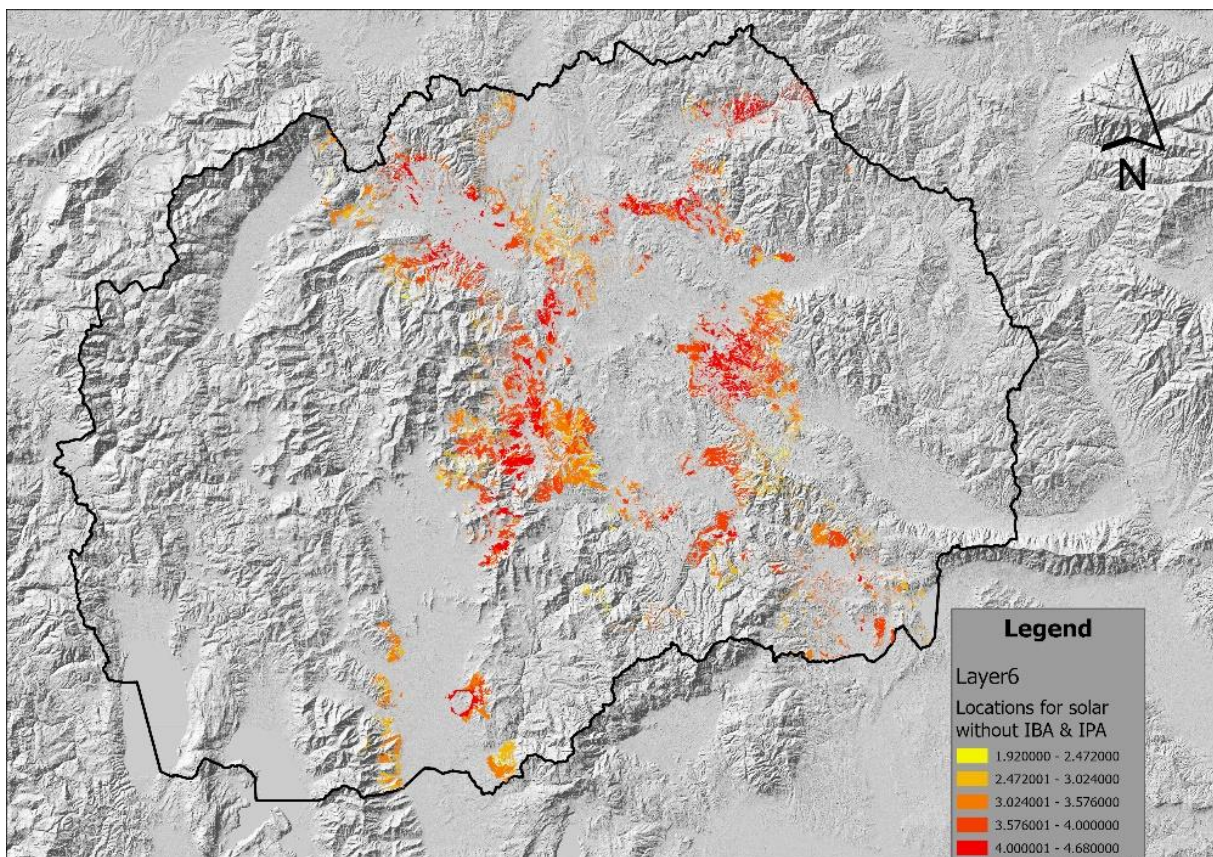 N
Legend
Layer6
Locations for solar
without IBA & IPA
1.920000 - 2.472000
2.472001 - 3.024000
3.024001 - 3.576000
3.576001 - 4.000000
4.000001 - 4.680000